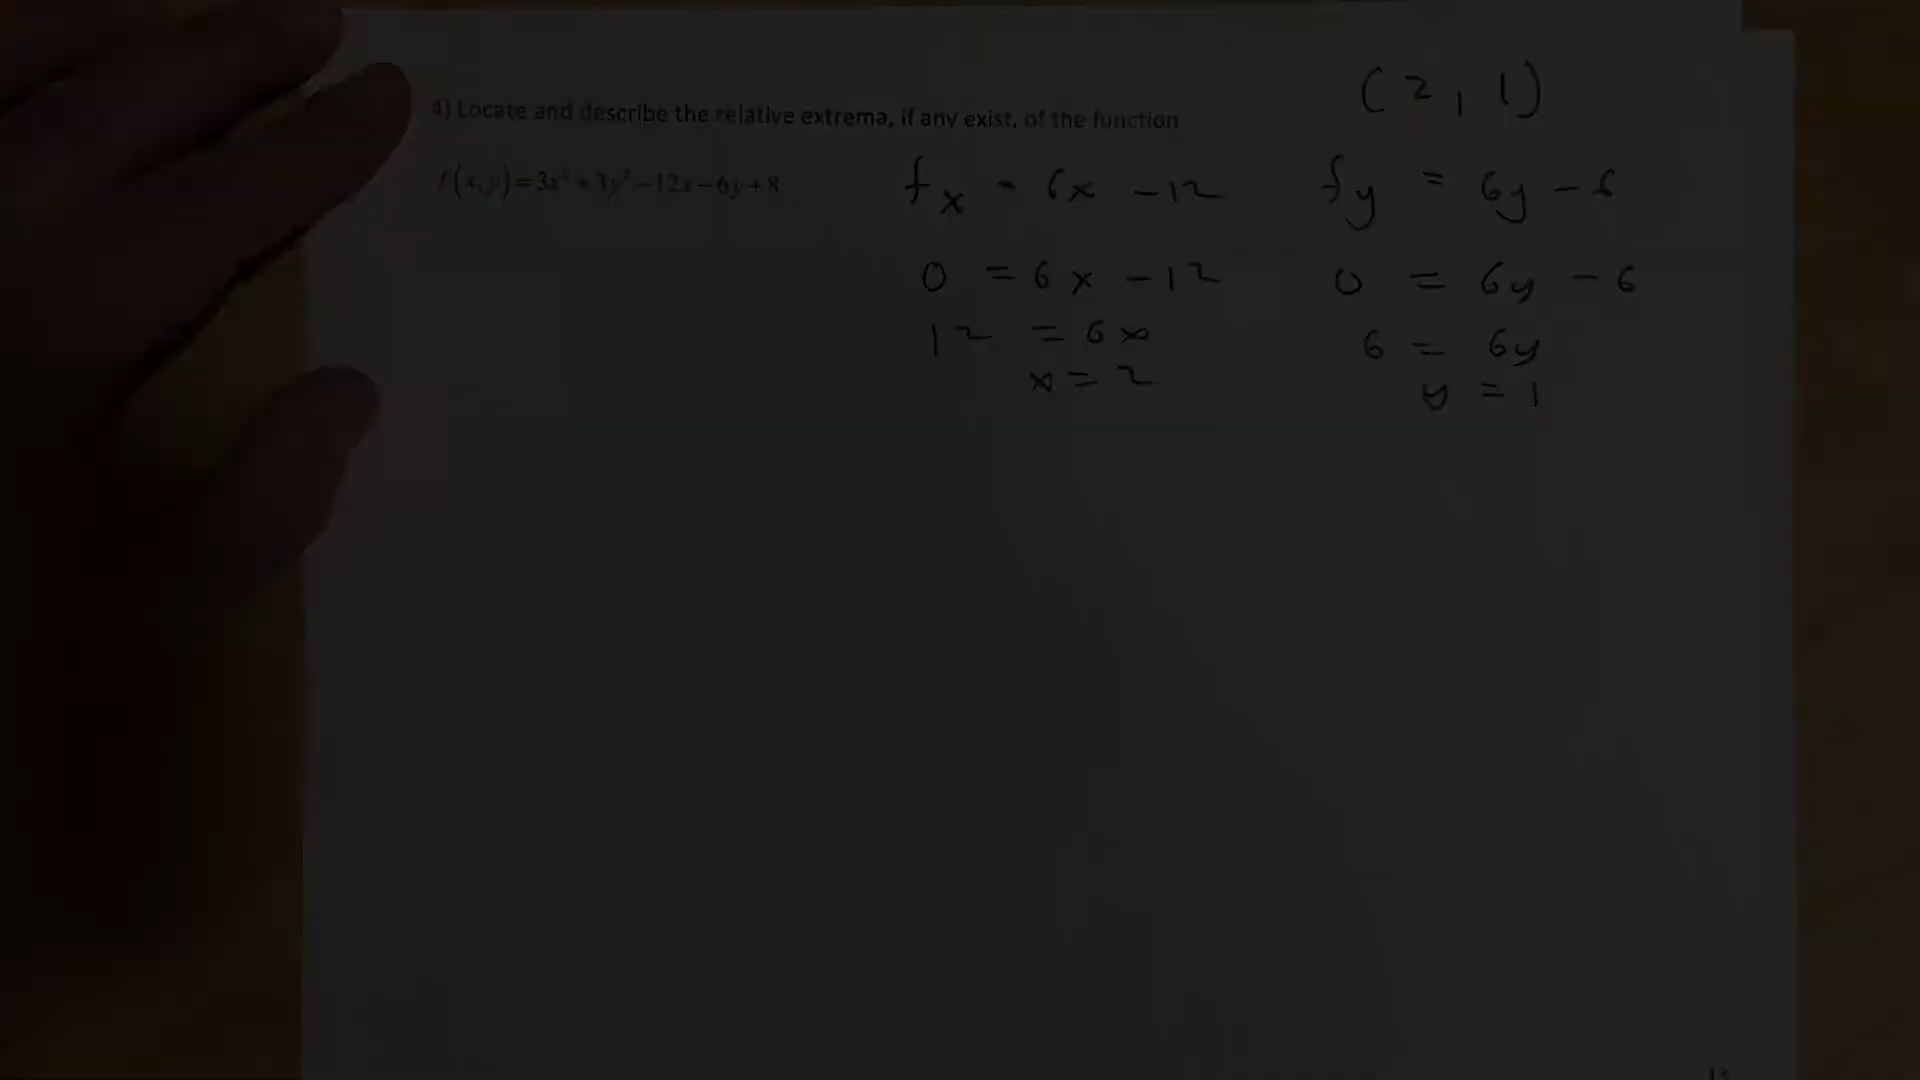 4) Locate and describe the relative extrema, if any exist, of the function
f(x,y)=3x²+3y²−12x−6y+8
(2,1)
fx = 6x −12
0 = 6x −12
12 = 6x
x = 2
fy = 6y − 6
0 = 6y − 6
6 = 6y
y = 1